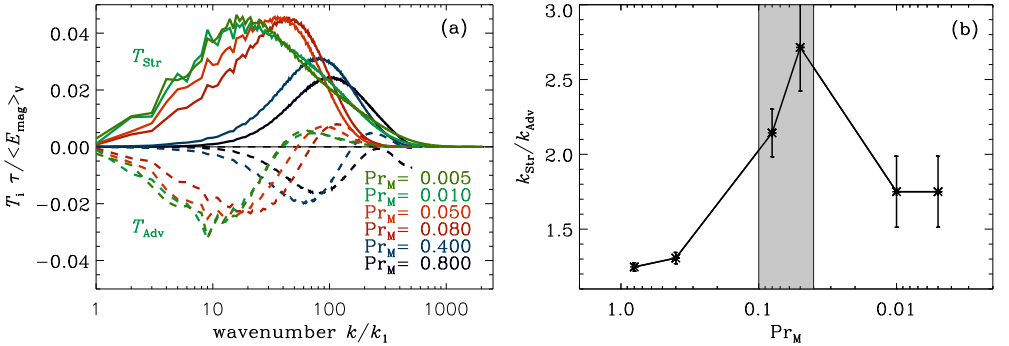 (a)
T_Str
T_Adv
Pr_M= 0.005
Pr_M= 0.010
Pr_M= 0.050
Pr_M= 0.080
Pr_M= 0.400
Pr_M= 0.800
T_i τ/<E_mag>_V
0.04
0.02
0.00
−0.02
−0.04
1 10 100 1000
wavenumber k/k_1
(b)
k_Str/k_Adv
3.0
2.5
2.0
1.5
1.0 0.1 0.01
Pr_M